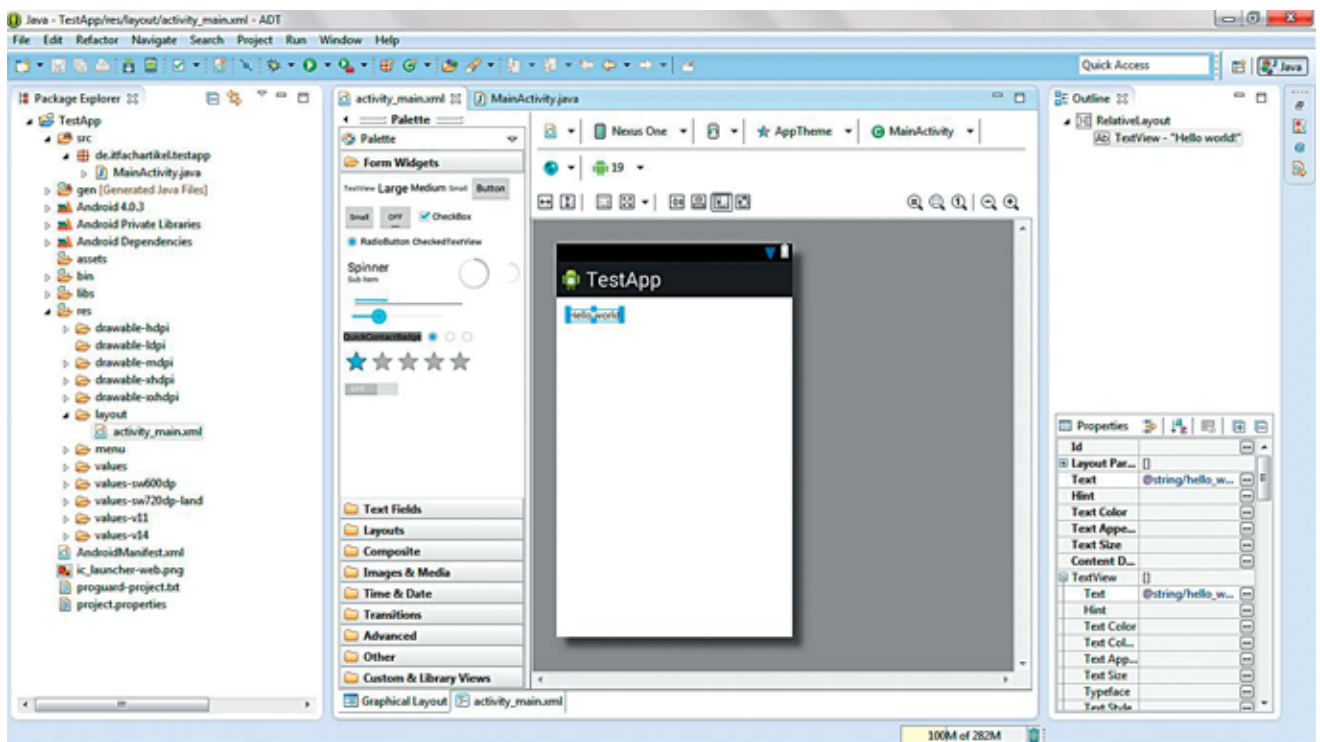 Java - TestApp/res/layout/activity_main.xml - ADT
File Edit Refactor Navigate Search Project Run Window Help
Quick Access
Java
Package Explorer
TestApp
src
de.itfachartikel.testapp
MainActivity.java
gen [Generated Java Files]
Android 4.0.3
Android Private Libraries
Android Dependencies
assets
bin
libs
res
drawable-hdpi
drawable-ldpi
drawable-mdpi
drawable-xhdpi
drawable-xxhdpi
layout
activity_main.xml
menu
values
values-sw600dp
values-sw720dp-land
values-v11
values-v14
AndroidManifest.xml
ic_launcher-web.png
proguard-project.txt
project.properties
activity_main.xml MainActivity.java
Palette
Palette
Form Widgets
TextView Large Medium Small Button
Small OFF CheckBox
RadioButton CheckedTextView
Spinner
Sub Item
QuickContactBadge
OFF
Text Fields
Layouts
Composite
Images & Media
Time & Date
Transitions
Advanced
Other
Custom & Library Views
Graphical Layout activity_main.xml
Nexus One AppTheme MainActivity
19
TestApp
Hello world
Outline
RelativeLayout
Ab TextView - "Hello world!"
Properties
Id
Layout Par... []
Text @string/hello_w...
Hint
Text Color
Text Appe...
Text Size
Content D...
TextView []
Text @string/hello_w...
Hint
Text Color
Text Col...
Text App...
Text Size
Typeface
Text Style
100M of 282M